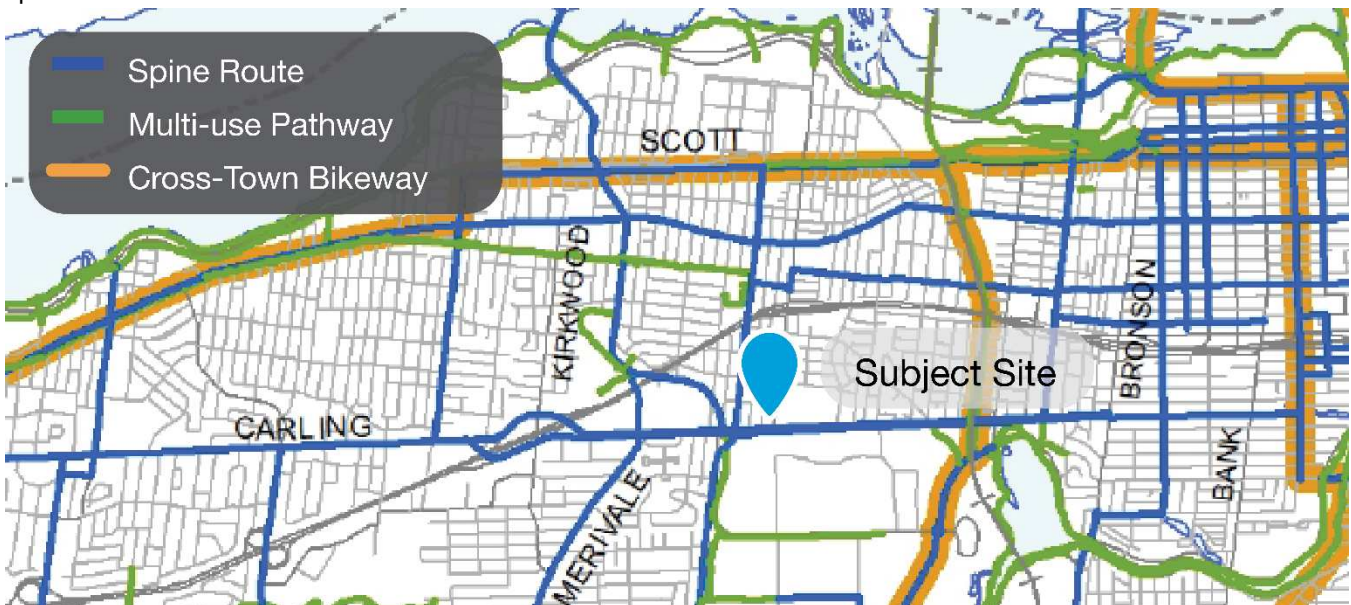 Spine Route
Multi-use Pathway
Cross-Town Bikeway
SCOTT
KIRKWOOD
BRONSON
Subject Site
CARLING
MERIVALE
BANK